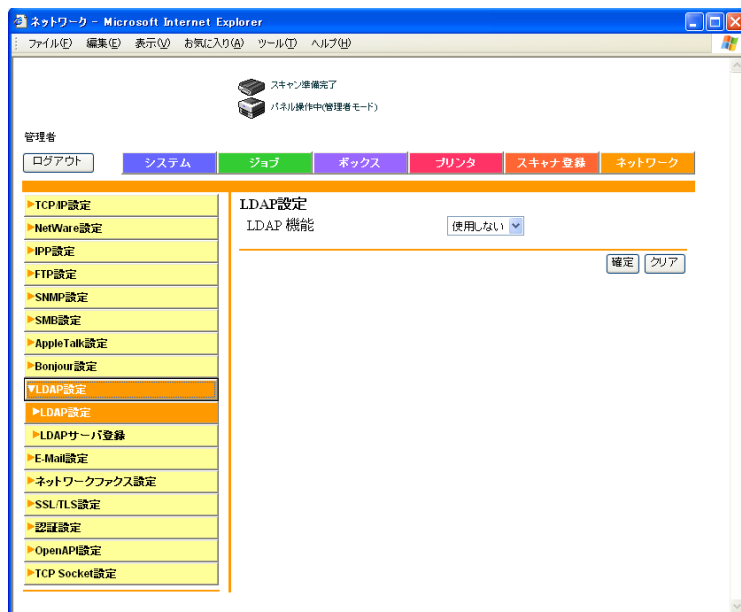 ネットワーク - Microsoft Internet Explorer
ファイル(F) 編集(E) 表示(V) お気に入り(A) ツール(T) ヘルプ(H)
スキャン準備完了
パネル操作中(管理者モード)
管理者
ログアウト システム ジョブ ボックス プリンタ スキャナ登録 ネットワーク
TCP/IP設定
NetWare設定
IPP設定
FTP設定
SNMP設定
SMB設定
AppleTalk設定
Bonjour設定
LDAP設定
LDAP設定
LDAPサーバ登録
E-Mail設定
ネットワークファクス設定
SSL/TLS設定
認証設定
OpenAPI設定
TCP Socket設定
LDAP設定
LDAP 機能 使用しない
確定 クリア